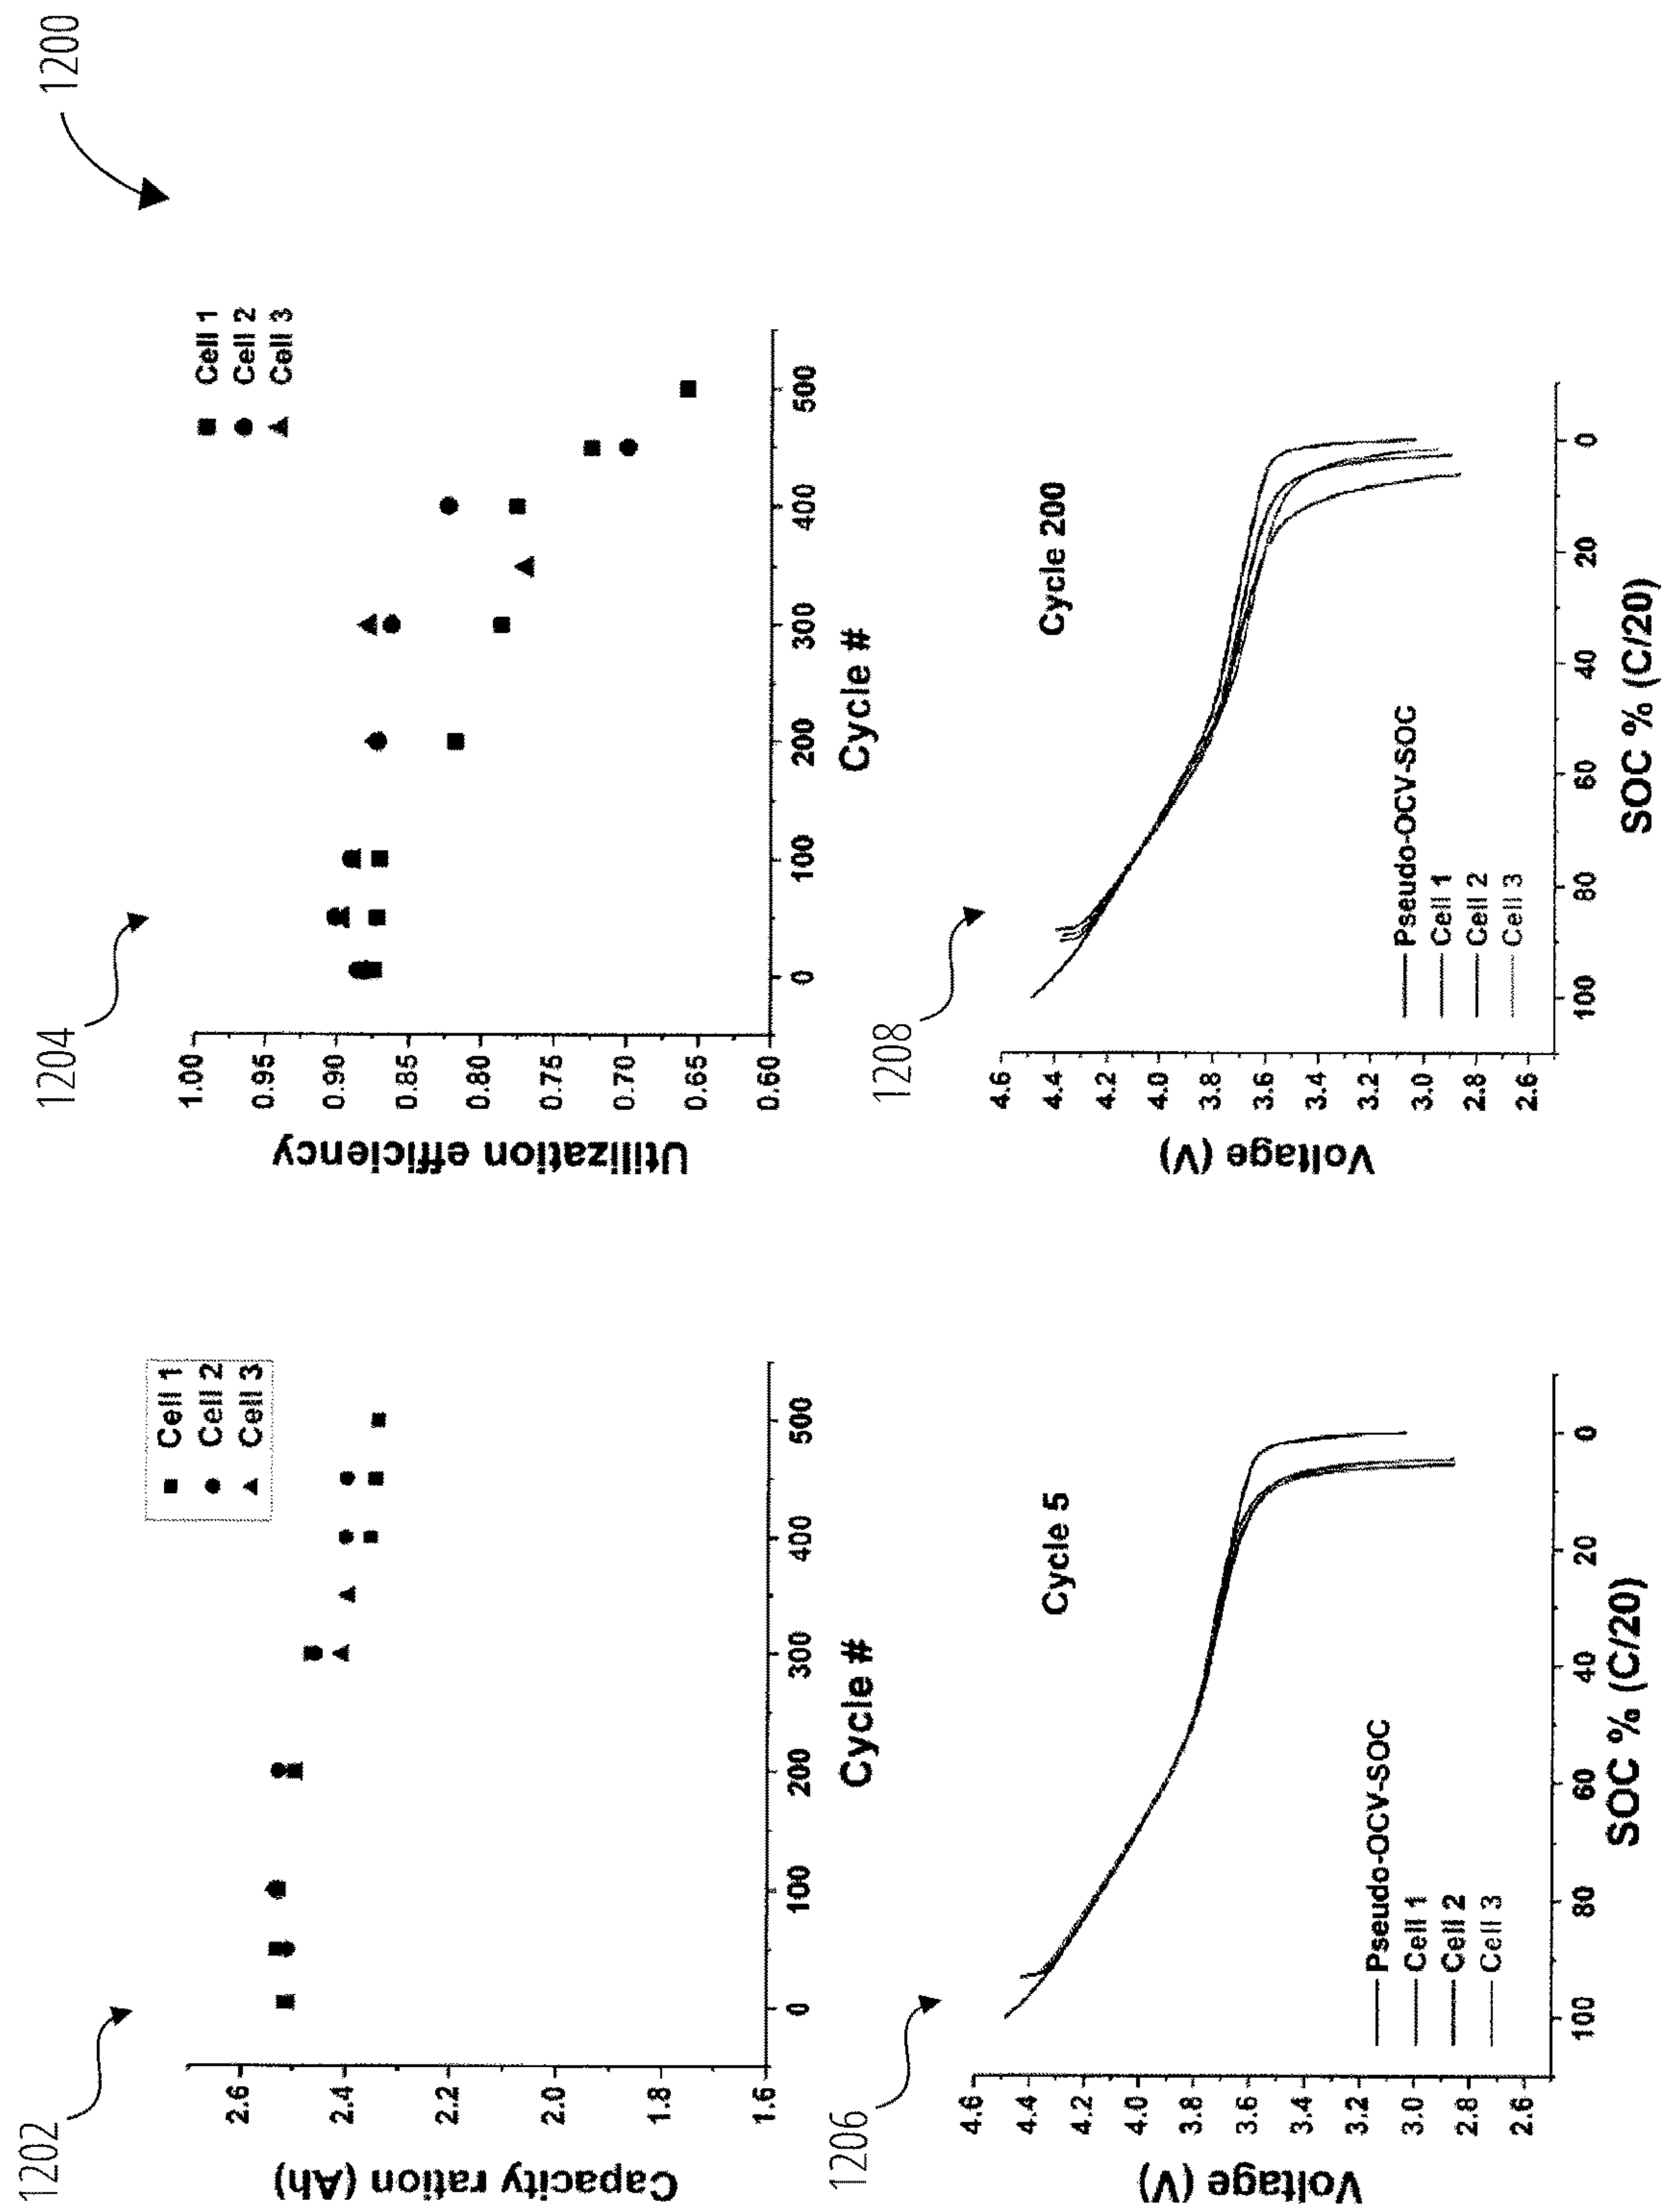 1200
1202
Capacity ration (Ah)
2.6
2.4
2.2
2.0
1.8
1.6
0
100
200
300
400
500
Cycle #
Cell 1
Cell 2
Cell 3
1204
Utilization efficiency
1.00
0.95
0.90
0.85
0.80
0.75
0.70
0.65
0.60
0
100
200
300
400
500
Cycle #
Cell 1
Cell 2
Cell 3
1206
Voltage (V)
4.6
4.4
4.2
4.0
3.8
3.6
3.4
3.2
3.0
2.8
2.6
Cycle 5
Pseudo-OCV-SOC
Cell 1
Cell 2
Cell 3
100
80
60
40
20
0
SOC % (C/20)
1208
Voltage (V)
4.6
4.4
4.2
4.0
3.8
3.6
3.4
3.2
3.0
2.8
2.6
Cycle 200
Pseudo-OCV-SOC
Cell 1
Cell 2
Cell 3
100
80
60
40
20
0
SOC % (C/20)